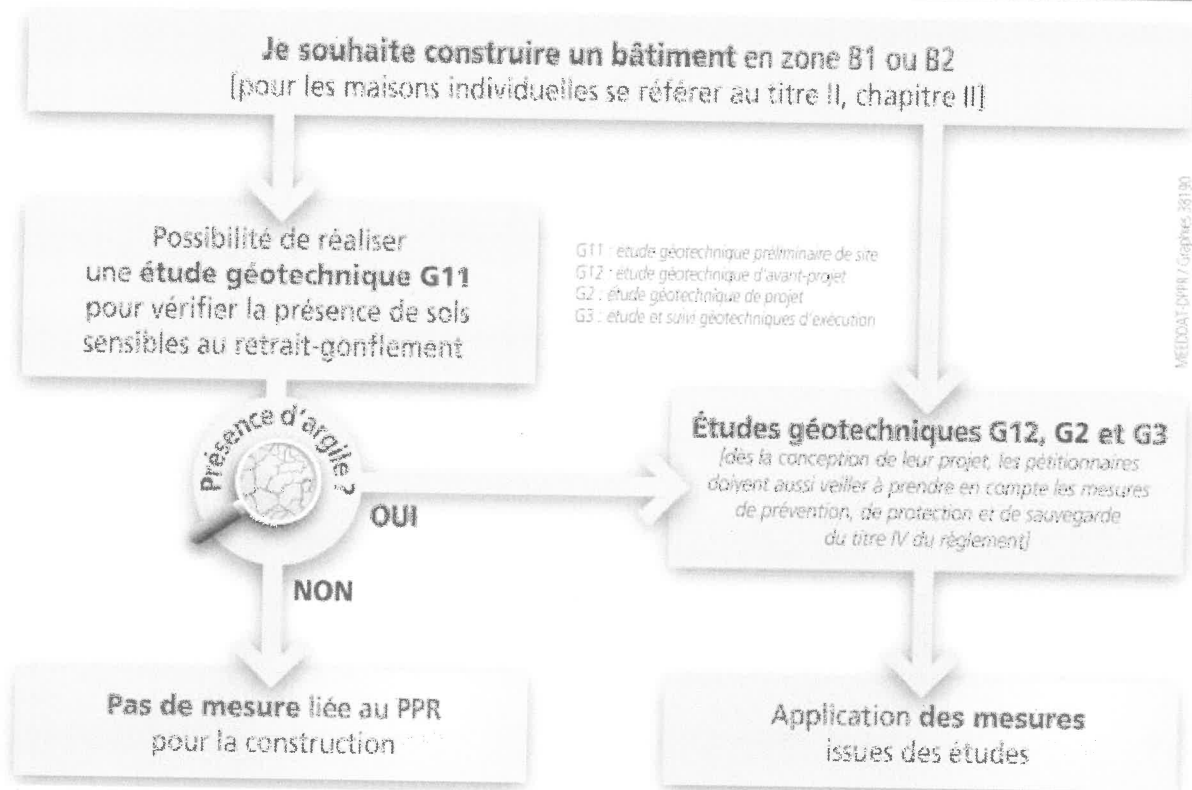 Je souhaite construire un bâtiment en zone B1 ou B2
[pour les maisons individuelles se référer au titre II, chapitre II]
Possibilité de réaliser
une étude géotechnique G11
pour vérifier la présence de sols
sensibles au retrait-gonflement
G11 : étude géotechnique préliminaire de site
G12 : étude géotechnique d'avant-projet
G2 : étude géotechnique de projet
G3 : étude et suivi géotechniques d'exécution
MEEDDAT-DPPR / Graphies 38190
Présence d'argile ?
OUI
NON
Études géotechniques G12, G2 et G3
[dès la conception de leur projet, les pétitionnaires
doivent aussi veiller à prendre en compte les mesures
de prévention, de protection et de sauvegarde
du titre IV du règlement]
Pas de mesure liée au PPR
pour la construction
Application des mesures
issues des études